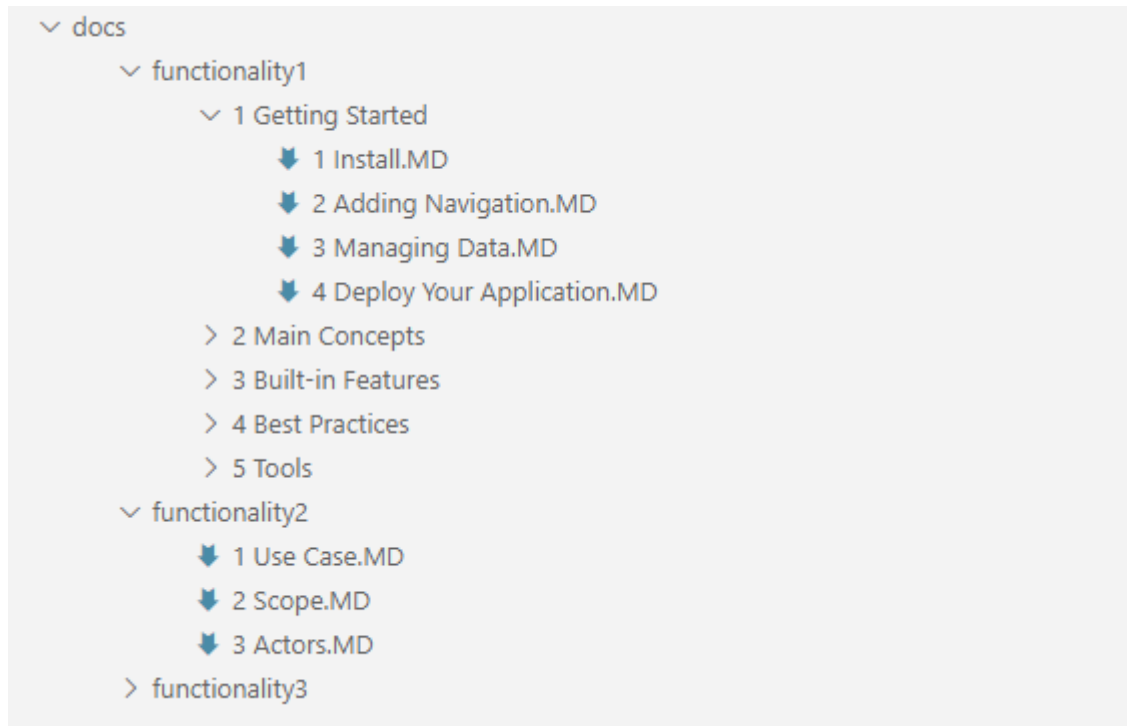 docs
functionality1
1 Getting Started
1 Install.MD
2 Adding Navigation.MD
3 Managing Data.MD
4 Deploy Your Application.MD
2 Main Concepts
3 Built-in Features
4 Best Practices
5 Tools
functionality2
1 Use Case.MD
2 Scope.MD
3 Actors.MD
functionality3